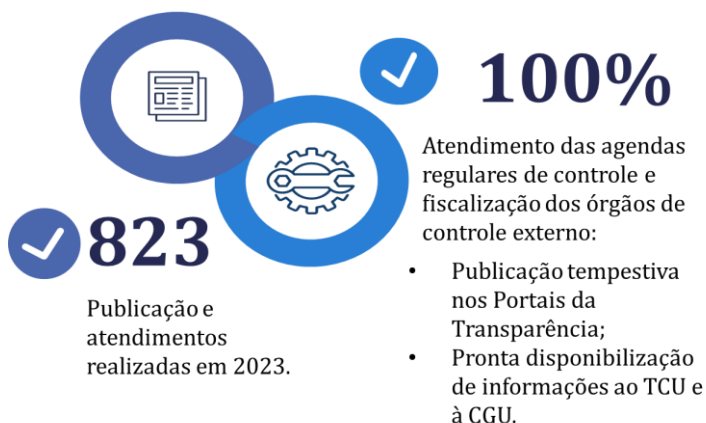 100%
Atendimento das agendas
regulares de controle e
fiscalização dos órgãos de
controle externo:
• Publicação tempestiva
nos Portais da
Transparência;
• Pronta disponibilização
de informações ao TCU e
à CGU.
823
Publicação e
atendimentos
realizadas em 2023.